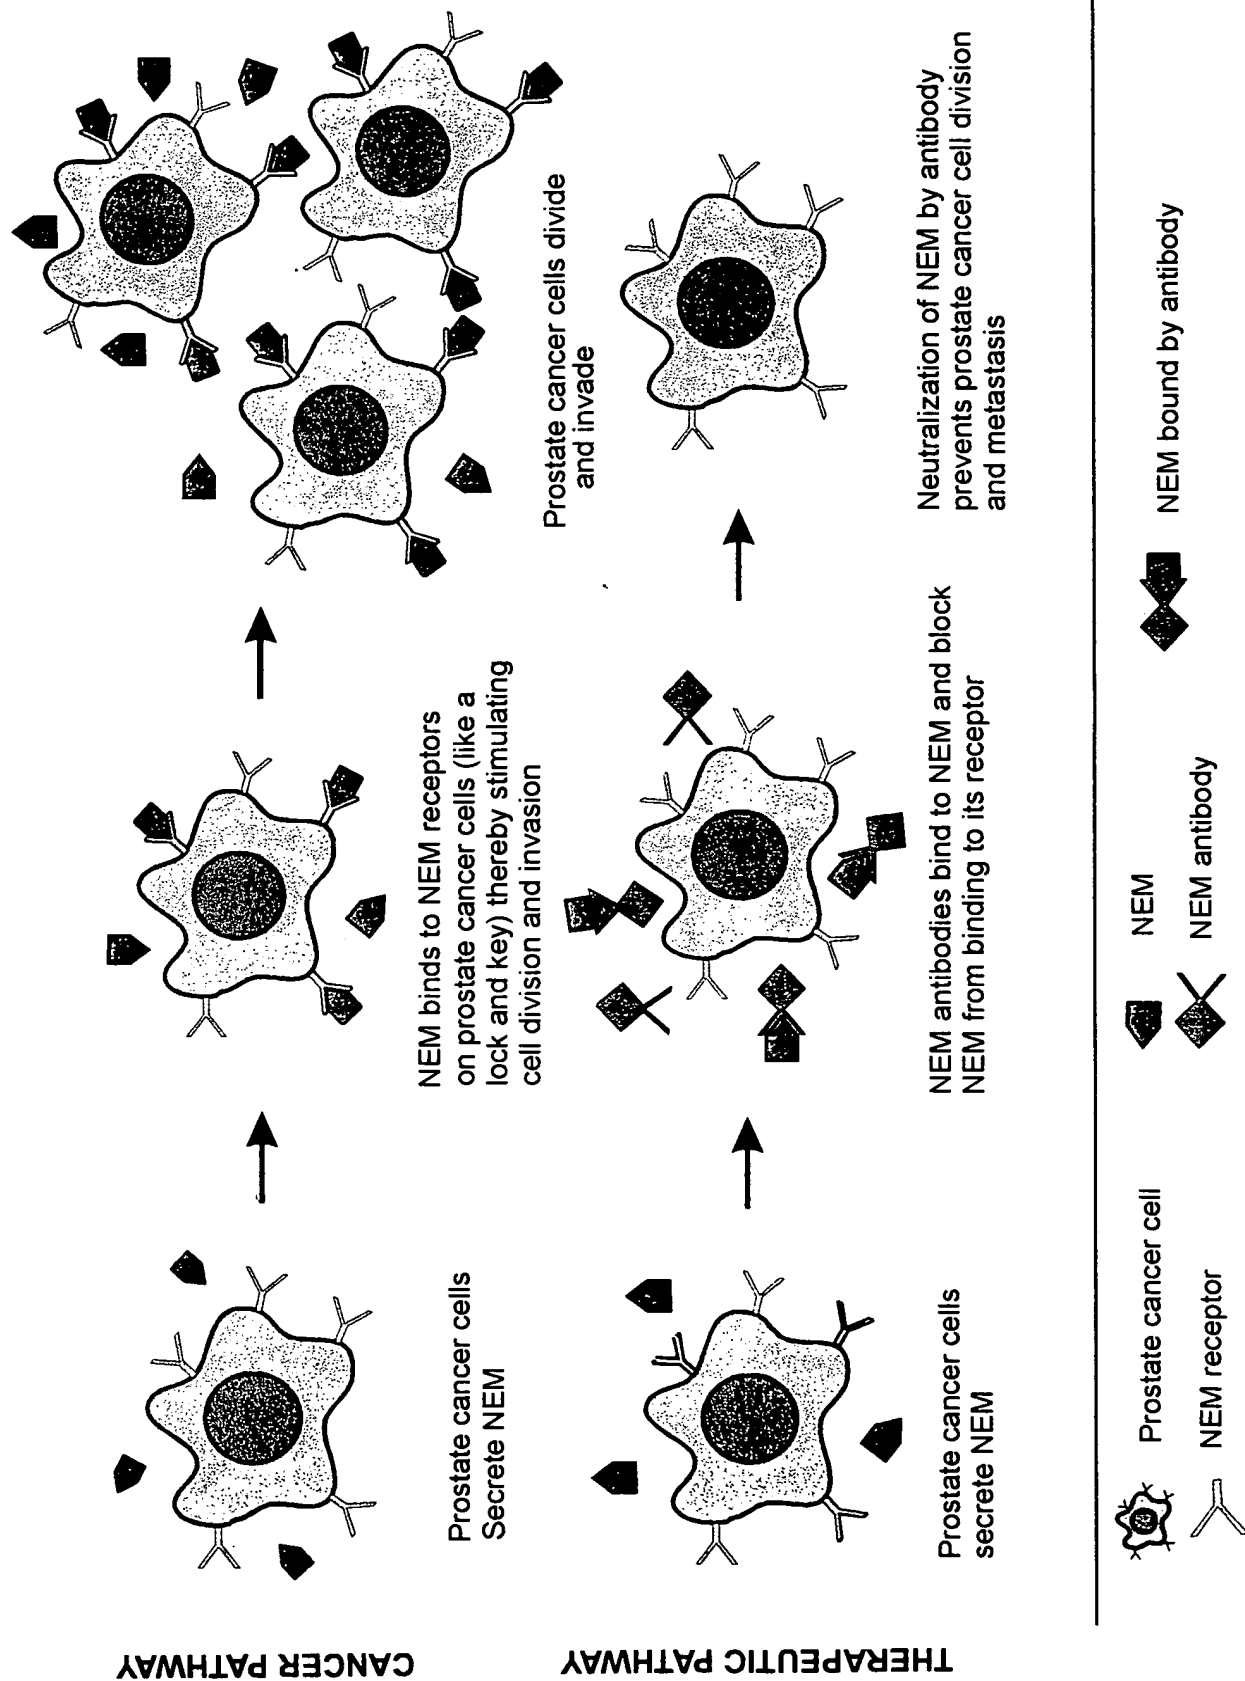 CANCER PATHWAY
Prostate cancer cells
Secrete NEM
NEM binds to NEM receptors
on prostate cancer cells (like a
lock and key) thereby stimulating
cell division and invasion
Prostate cancer cells divide
and invade
THERAPEUTIC PATHWAY
Prostate cancer cells
secrete NEM
NEM antibodies bind to NEM and block
NEM from binding to its receptor
Neutralization of NEM by antibody
prevents prostate cancer cell division
and metastasis
Prostate cancer cell
NEM receptor
NEM
NEM antibody
NEM bound by antibody